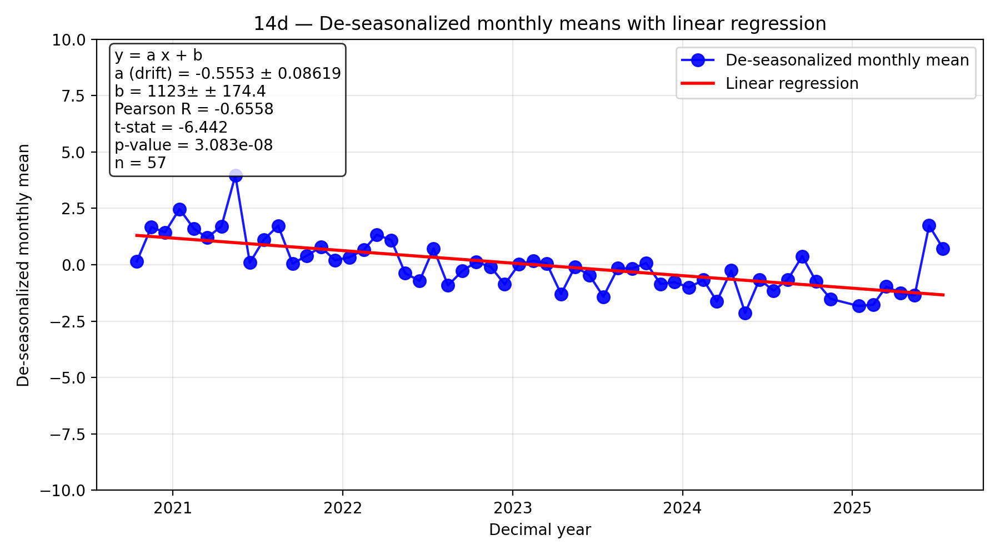 14d — De-seasonalized monthly means with linear regression
y = a x + b
a (drift) = -0.5553 ± 0.08619
b = 1123± ± 174.4
Pearson R = -0.6558
t-stat = -6.442
p-value = 3.083e-08
n = 57
De-seasonalized monthly mean
Linear regression
De-seasonalized monthly mean
10.0
7.5
5.0
2.5
0.0
−2.5
−5.0
−7.5
−10.0
2021 2022 2023 2024 2025
Decimal year